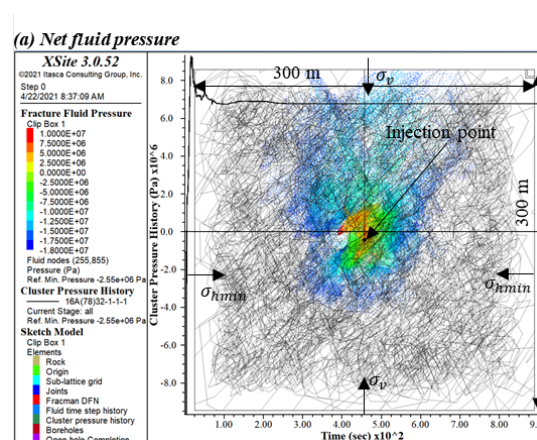 (a) Net fluid pressure
XSite 3.0.52
©2021 Itasca Consulting Group, Inc.
Step 0
4/22/2021 8:37:09 AM
Fracture Fluid Pressure
Clip Box 1
1.0000E+07
7.5000E+06
5.0000E+06
2.5000E+06
0.0000E+00
-2.5000E+06
-5.0000E+06
-7.5000E+06
-1.0000E+07
-1.2500E+07
-1.5000E+07
-1.7500E+07
-1.8000E+07
Fluid nodes (255,855)
Pressure (Pa)
Ref. Min. Pressure -2.55e+06 Pa
Cluster Pressure History
16A(78)32-1-1-1
Current Stage: all
Ref. Min. Pressure -2.55e+06 Pa
Sketch Model
Clip Box 1
Elements
Rock
Origin
Sub-lattice grid
Joints
Fracman DFN
Fluid time step history
Cluster pressure history
Boreholes
Open hole Completion
Cluster Pressure History (Pa) x10^6
8.0
6.0
4.0
2.0
0.0
-2.0
-4.0
-6.0
-8.0
300 m
σv
Injection point
300 m
σhmin
σhmin
σv
1.00 2.00 3.00 4.00 5.00 6.00 7.00 8.00
Time (sec) x10^2